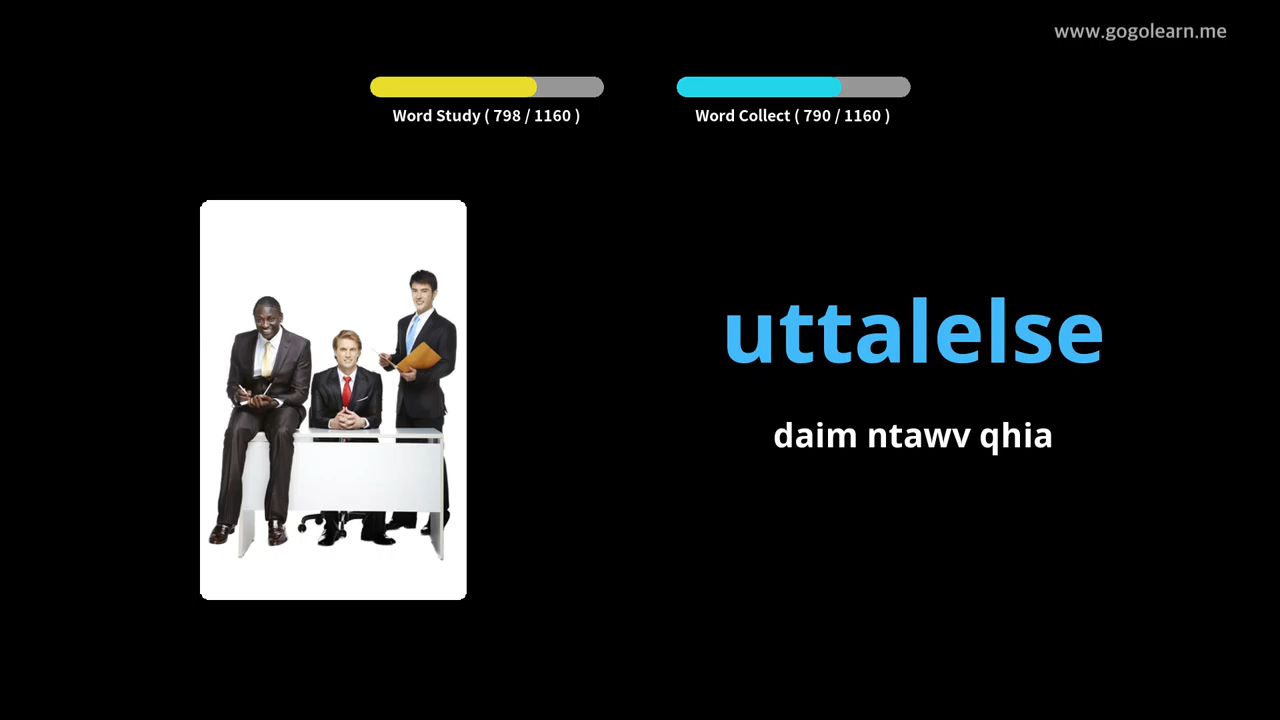 www.gogolearn.me
Word Study ( 798 / 1160 )
Word Collect ( 790 / 1160 )
uttalelse
daim ntawv qhia